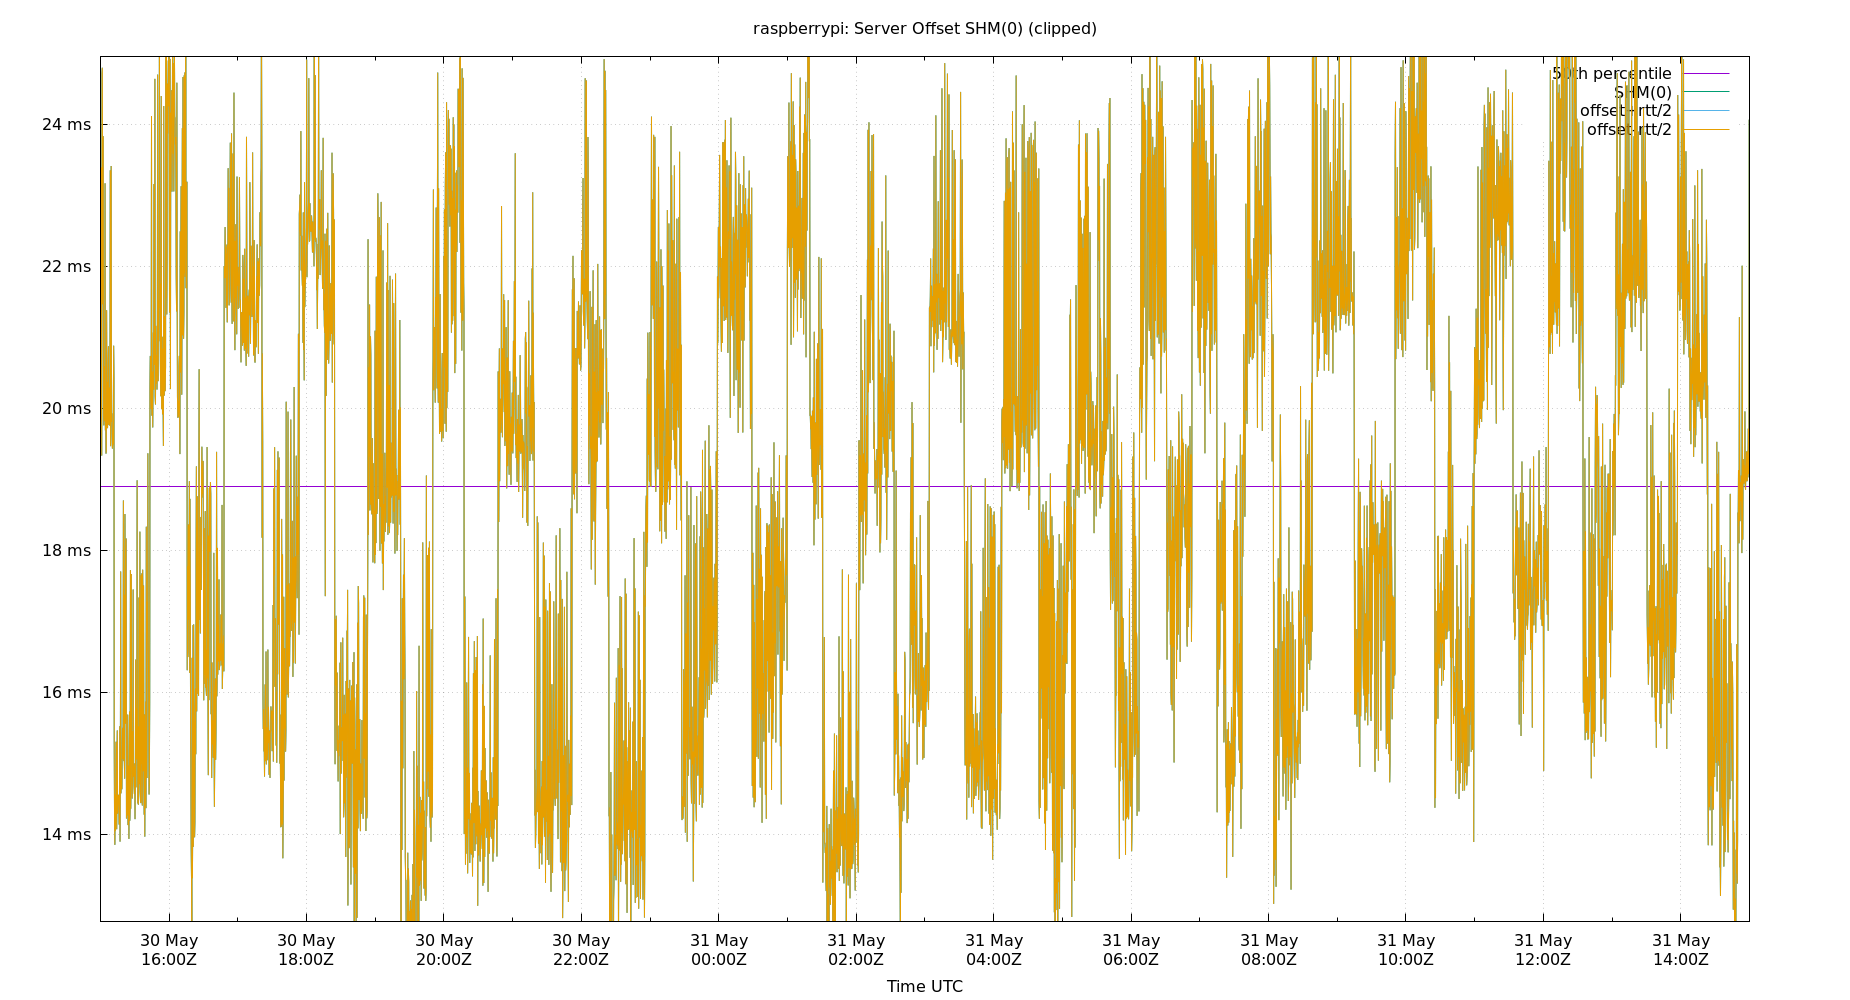 raspberrypi: Server Offset SHM(0) (clipped)
50th percentile
SHM(0)
offset+rtt/2
offset-rtt/2
24 ms
22 ms
20 ms
18 ms
16 ms
14 ms
30 May 30 May 30 May 30 May 31 May 31 May 31 May 31 May 31 May 31 May 31 May 31 May
16:00Z 18:00Z 20:00Z 22:00Z 00:00Z 02:00Z 04:00Z 06:00Z 08:00Z 10:00Z 12:00Z 14:00Z
Time UTC